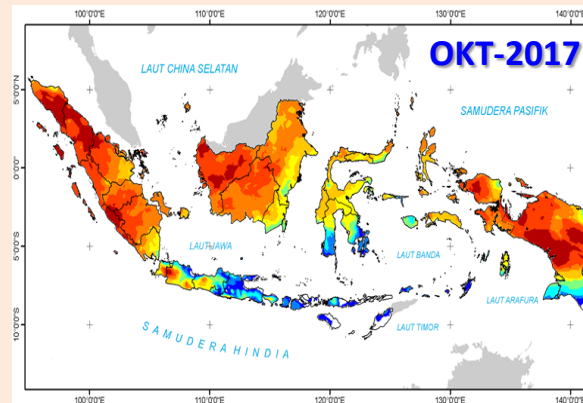 100°0'0"E 110°0'0"E 120°0'0"E 130°0'0"E 140°0'
OKT-2017
LAUT CHINA SELATAN
SAMUDERA PASIFIK
5°0'0"N
0°0'0"
5°0'0"S
10°0'0"S
LAUT JAWA
LAUT BANDA
LAUT ARAFURA
LAUT TIMOR
SAMUDERA HINDIA
100°0'0"E 110°0'0"E 120°0'0"E 130°0'0"E 140°0'